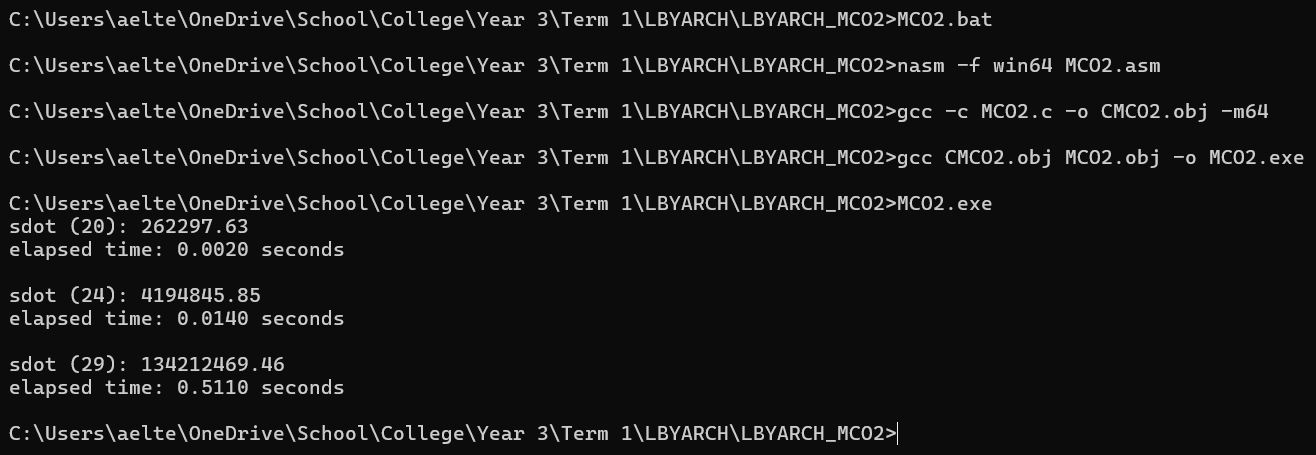 C:\Users\aelte\OneDrive\School\College\Year 3\Term 1\LBYARCH\LBYARCH_MCO2>MCO2.bat
C:\Users\aelte\OneDrive\School\College\Year 3\Term 1\LBYARCH\LBYARCH_MCO2>nasm -f win64 MCO2.asm
C:\Users\aelte\OneDrive\School\College\Year 3\Term 1\LBYARCH\LBYARCH_MCO2>gcc -c MCO2.c -o CMCO2.obj -m64
C:\Users\aelte\OneDrive\School\College\Year 3\Term 1\LBYARCH\LBYARCH_MCO2>gcc CMCO2.obj MCO2.obj -o MCO2.exe
C:\Users\aelte\OneDrive\School\College\Year 3\Term 1\LBYARCH\LBYARCH_MCO2>MCO2.exe
sdot (20): 262297.63
elapsed time: 0.0020 seconds
sdot (24): 4194845.85
elapsed time: 0.0140 seconds
sdot (29): 134212469.46
elapsed time: 0.5110 seconds
C:\Users\aelte\OneDrive\School\College\Year 3\Term 1\LBYARCH\LBYARCH_MCO2>